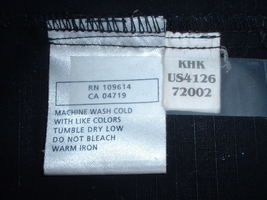 RN 109614
CA 04719
MACHINE WASH COLD
WITH LIKE COLORS
TUMBLE DRY LOW
DO NOT BLEACH
WARM IRON
KHK
US4126
72002